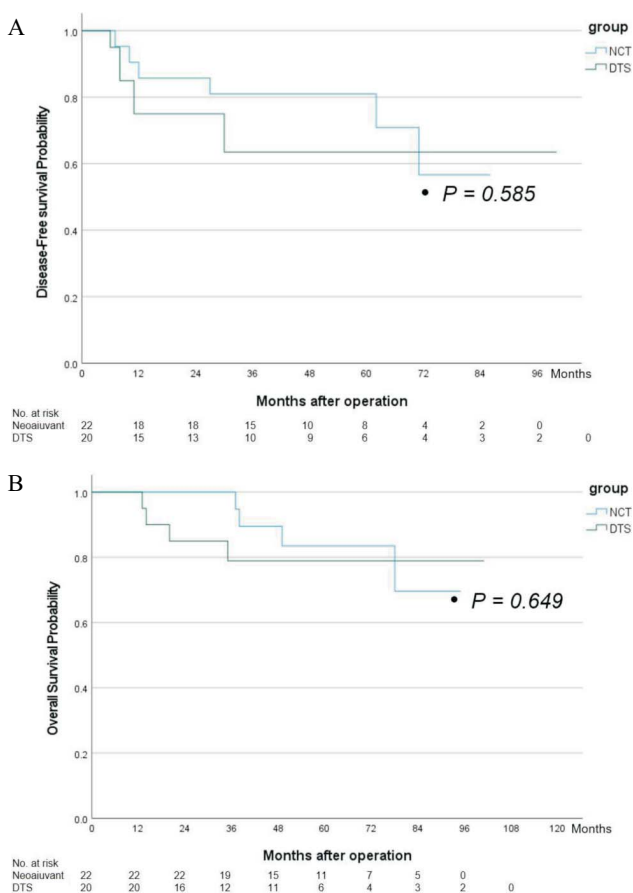 A
group
NCT
DTS
1.0
0.8
0.6
0.4
0.2
0.0
Disease-Free survival Probability
• P = 0.585
0 12 24 36 48 60 72 84 96 Months
Months after operation
No. at risk
Neoaiuvant 22 18 18 15 10 8 4 2 0
DTS 20 15 13 10 9 6 4 3 2 0
B
group
NCT
DTS
1.0
0.8
0.6
0.4
0.2
0.0
Overall Survival Probability
• P = 0.649
0 12 24 36 48 60 72 84 96 108 120 Months
Months after operation
No. at risk
Neoaiuvant 22 22 22 19 15 11 7 5 0
DTS 20 20 16 12 11 6 4 3 2 0